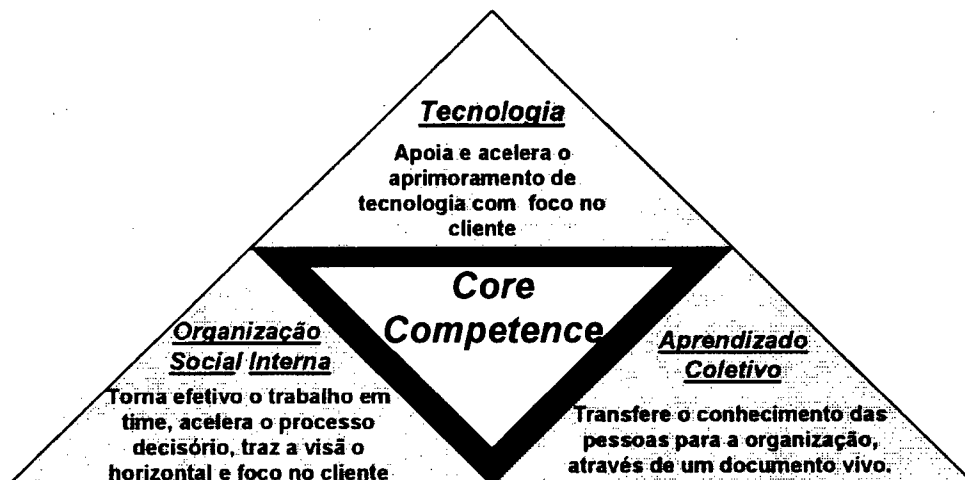 Tecnologia
Apoia e acelera o
aprimoramento de
tecnologia com foco no
cliente
Core
Competence
Organização
Social Interna
Torna efetivo o trabalho em
time, acelera o processo
decisório, traz a visã o
horizontal e foco no cliente
Aprendizado
Coletivo
Transfere o conhecimento das
pessoas para a organização,
através de um documento vivo.